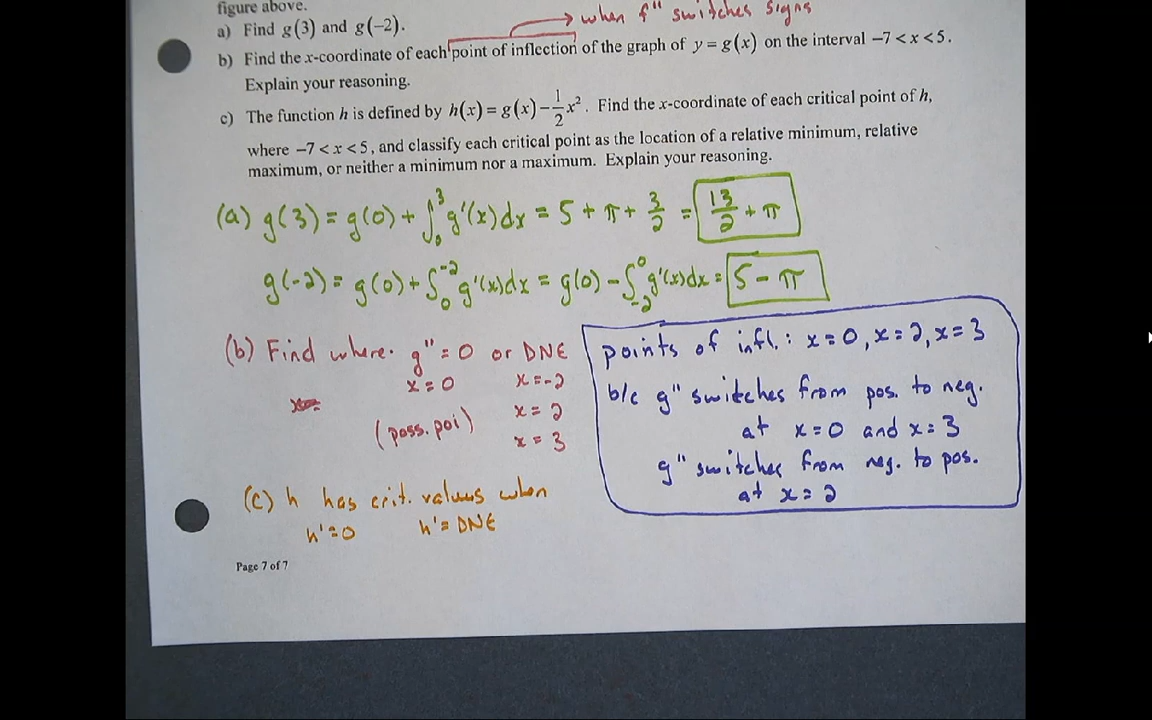 figure above.
a) Find g(3) and g(−2).
when f" switches signs
b) Find the x-coordinate of each point of inflection of the graph of y = g(x) on the interval −7 < x < 5.
Explain your reasoning.
c) The function h is defined by h(x) = g(x) − 1/2 x². Find the x-coordinate of each critical point of h,
where −7 < x < 5, and classify each critical point as the location of a relative minimum, relative
maximum, or neither a minimum nor a maximum. Explain your reasoning.
(a) g(3) = g(0) + ∫₀³ g'(x)dx = 5 + π + 3/2 = 13/2 + π
g(-2) = g(0) + ∫₀⁻² g'(x)dx = g(0) − ∫₋₂⁰ g'(x)dx = 5 − π
(b) Find where g" = 0 or DNE
x = 0 x = -2
(poss. poi) x = 2
x = 3
points of infl.: x = 0, x = 2, x = 3
b/c g" switches from pos. to neg.
at x = 0 and x = 3
g" switches from neg. to pos.
at x = 2
(c) h has crit. values when
h' = 0 h' = DNE
Page 7 of 7